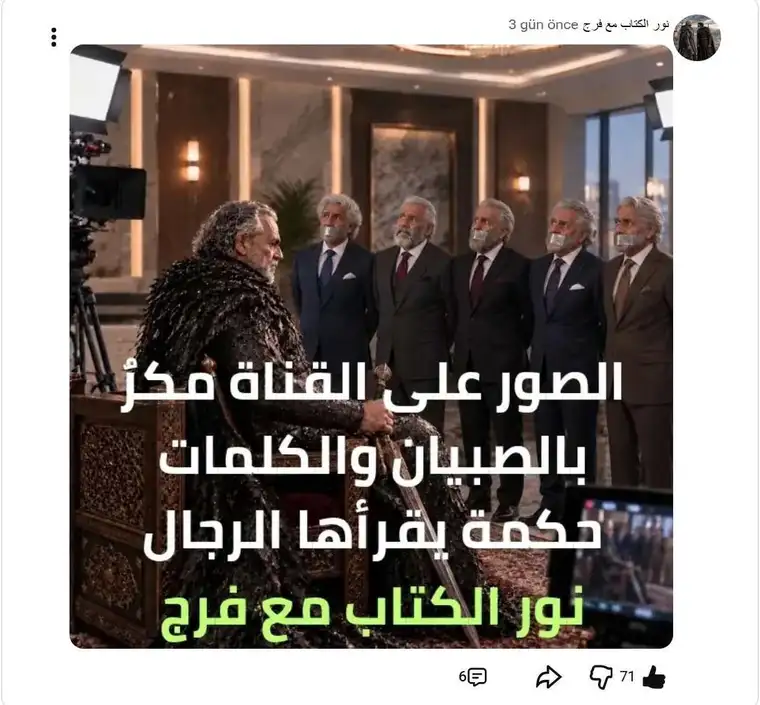 نور الكتاب مع فرج 3 gün önce
الصور على القناة مكرٌ
بالصبيان والكلمات
حكمة يقرأها الرجال
نور الكتاب مع فرج
71
6